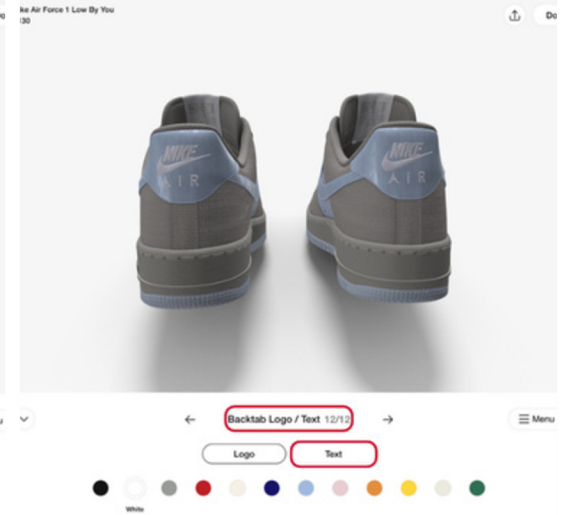 ke Air Force 1 Low By You
130
Do
NIKE
AIR
NIKE
AIR
Backtab Logo / Text 12/12
Menu
Logo
Text
White